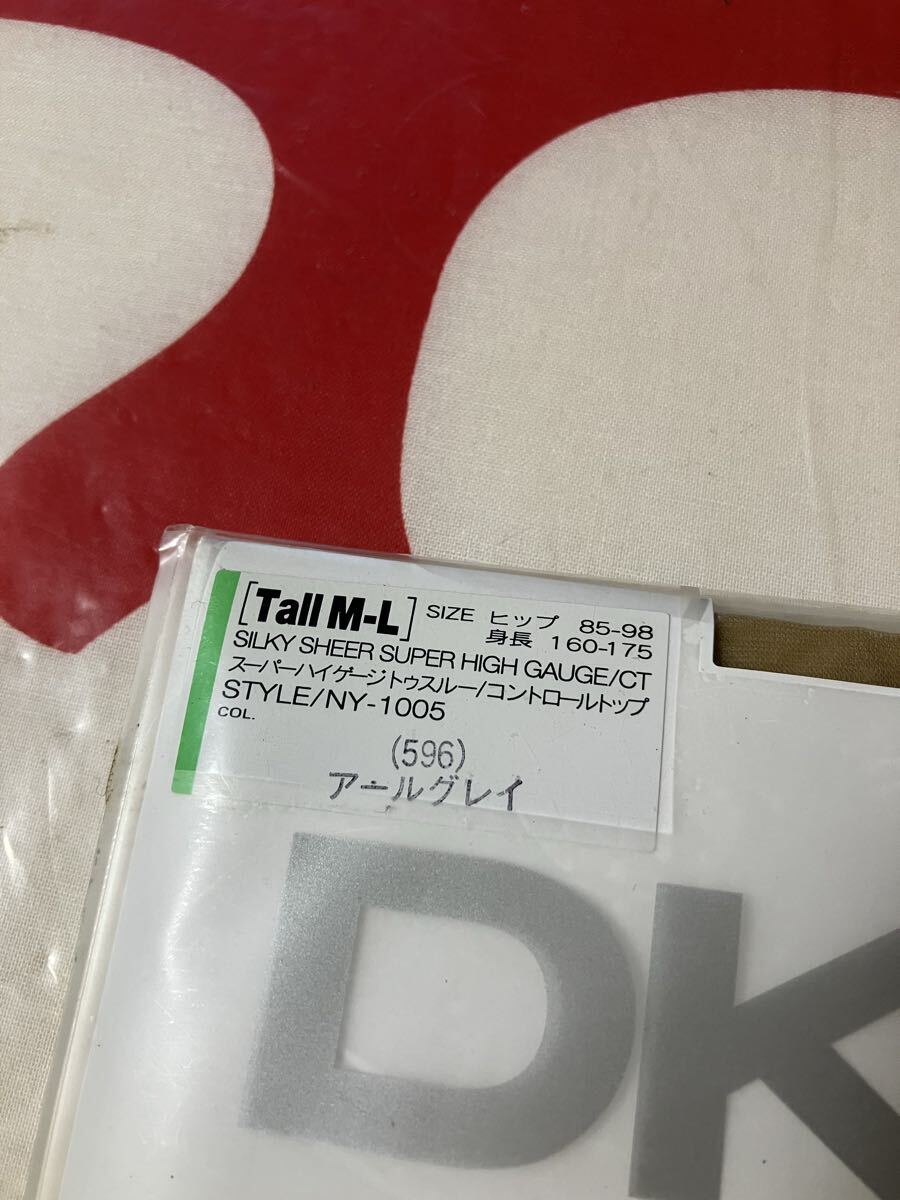 [Tall M-L] SIZE ヒップ 85-98
身長 160-175
SILKY SHEER SUPER HIGH GAUGE/CT
スーパーハイゲージトゥスルー/コントロールトップ
STYLE/NY-1005
COL.
(596)
アールグレイ
DK